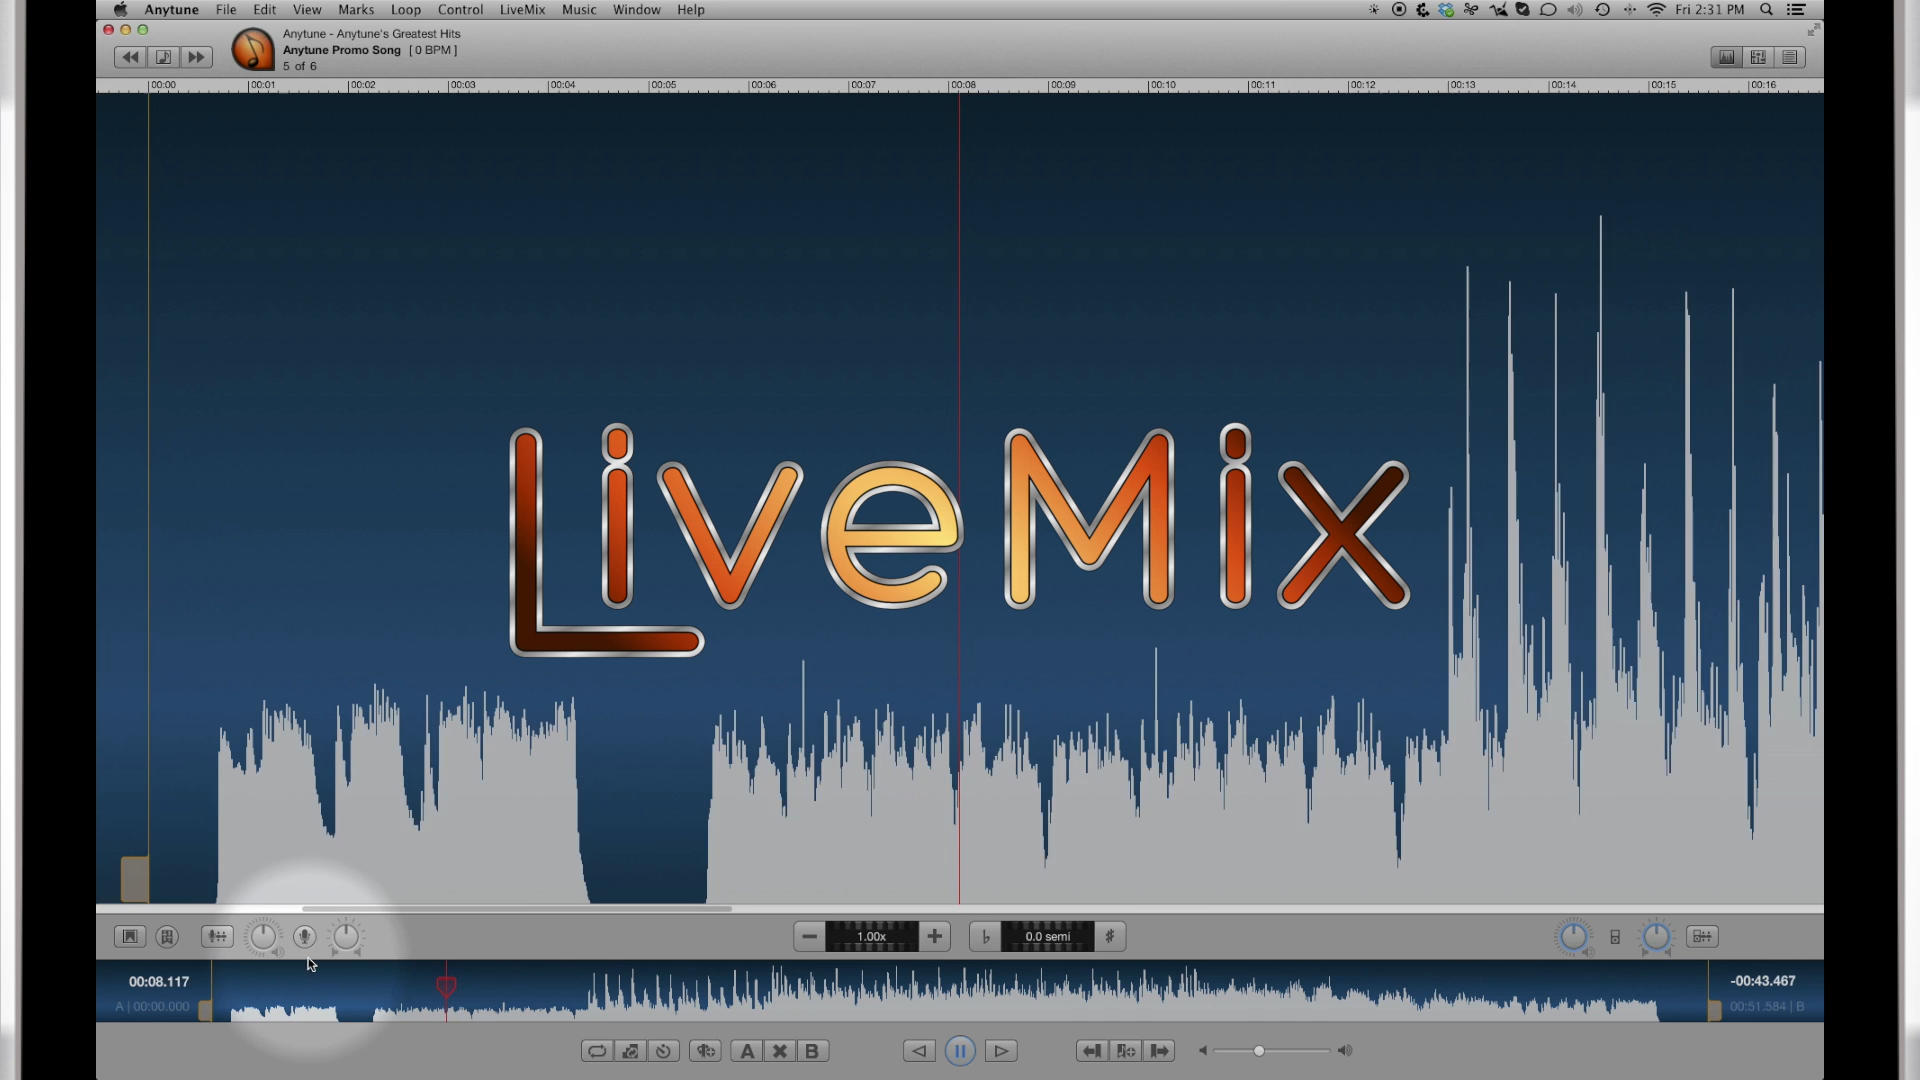 Anytune File Edit View Marks Loop Control LiveMix Music Window Help Fri 2:31 PM
Anytune - Anytune's Greatest Hits
Anytune Promo Song [ 0 BPM ]
5 of 6
00:00 00:01 00:02 00:03 00:04 00:05 00:06 00:07 00:08 00:09 00:10 00:11 00:12 00:13 00:14 00:15 00:16
LiveMix
1.00x ♭ 0.0 semi ♯
00:08.117 -00:43.467
A | 00:00.000 00:51.584 | B
A B